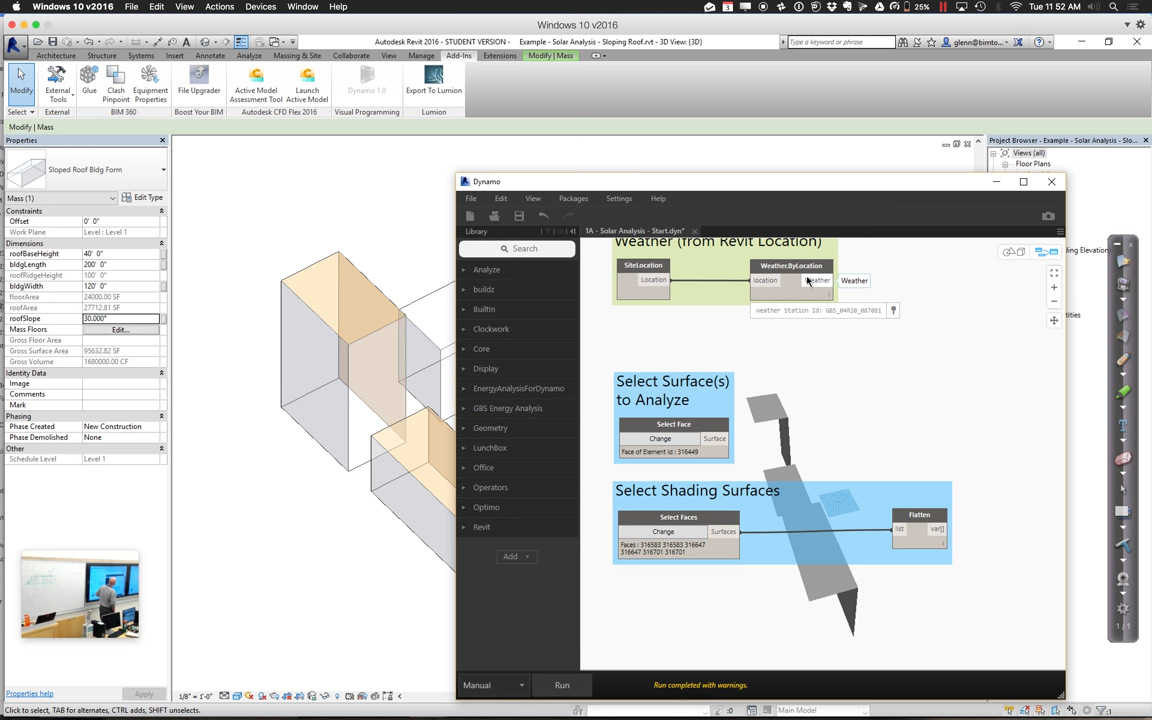 Windows 10 v2016 File Edit View Actions Devices Window Help
25% Tue 11:52 AM
Windows 10 v2016
Autodesk Revit 2016 - STUDENT VERSION - Example - Solar Analysis - Sloping Roof.rvt - 3D View: {3D}
Type a keyword or phrase
glenn@bimto...
Architecture Structure Systems Insert Annotate Analyze Massing & Site Collaborate View Manage Add-Ins Extensions Modify | Mass
Modify External Tools Glue Clash Pinpoint Equipment Properties File Upgrader Active Model Assessment Tool Launch Active Model Dynamo 1.0 Export To Lumion
Select External BIM 360 Boost Your BIM Autodesk CFD Flex 2016 Visual Programming Lumion
Modify | Mass
Properties
Sloped Roof Bldg Form
Mass (1)
Edit Type
Constraints
Offset 0' 0"
Work Plane Level : Level 1
Dimensions
roofBaseHeight 40' 0"
bldgLength 200' 0"
roofRidgeHeight 100' 0"
bldgWidth 120' 0"
floorArea 24000.00 SF
roofArea 27712.81 SF
roofSlope 30.000°
Mass Floors Edit...
Gross Floor Area
Gross Surface Area 95632.82 SF
Gross Volume 1680000.00 CF
Identity Data
Image
Comments
Mark
Phasing
Phase Created New Construction
Phase Demolished None
Other
Schedule Level Level 1
Properties help
Apply
Project Browser - Example - Solar Analysis - Slo...
Views (all)
Floor Plans
ding Elevation
tities
Dynamo
File Edit View Packages Settings Help
Library
1A - Solar Analysis - Start.dyn*
Search
Analyze
buildz
BuiltIn
Clockwork
Core
Display
EnergyAnalysisForDynamo
GBS Energy Analysis
Geometry
LunchBox
Office
Operators
Optimo
Revit
Add
Weather (from Revit Location)
SiteLocation
Location
Weather.ByLocation
location
Weather
weather Station Id: GBS_04R20_087001
Select Surface(s)
to Analyze
Select Face
Change Surface
Face of Element Id : 316449
Select Shading Surfaces
Select Faces
Change Surfaces
Faces : 316583 316583 316647
316647 316701 316701
Flatten
list var[]
Manual
Run
Run completed with warnings.
1/8" = 1'-0"
1 / 1
Click to select, TAB for alternates, CTRL adds, SHIFT unselects.
:0
Main Model
:1